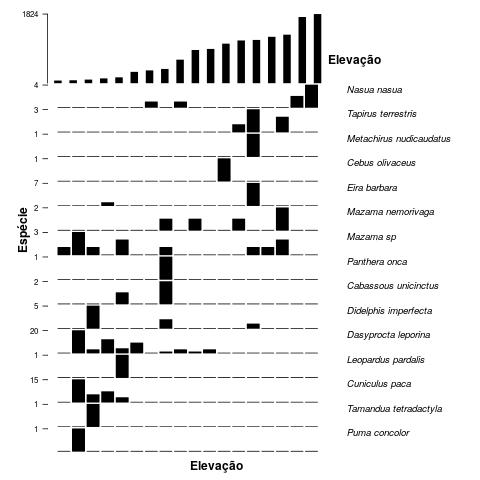 1824
Elevação
4
Nasua nasua
3
Tapirus terrestris
1
Metachirus nudicaudatus
1
Cebus olivaceus
7
Eira barbara
2
Mazama nemorivaga
3
Mazama sp
1
Panthera onca
2
Cabassous unicinctus
5
Didelphis imperfecta
20
Dasyprocta leporina
1
Leopardus pardalis
15
Cuniculus paca
1
Tamandua tetradactyla
1
Puma concolor
Espécie
Elevação